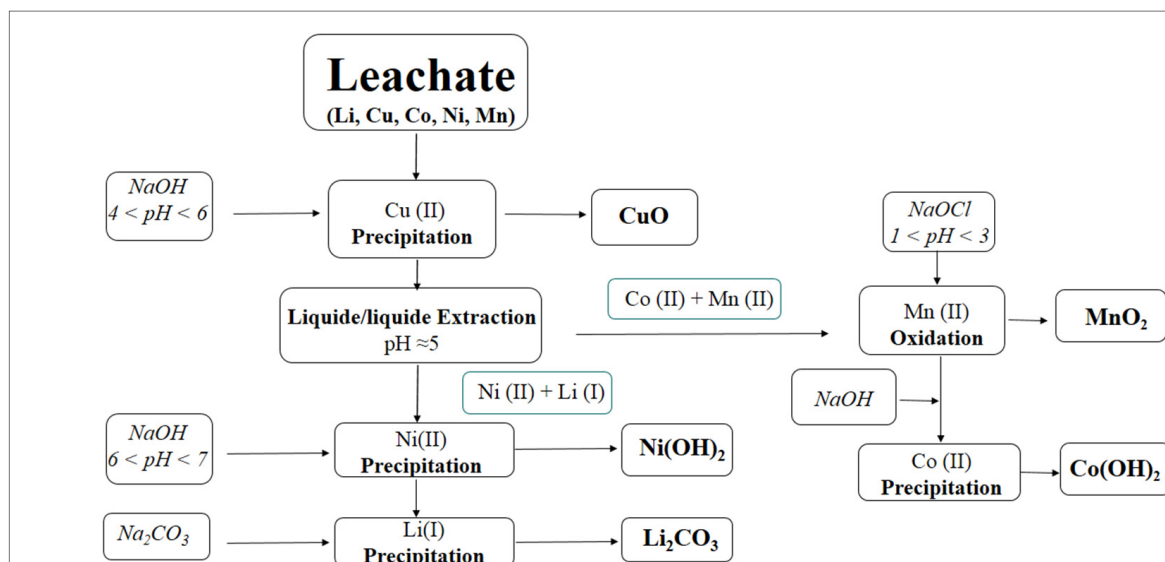 Leachate
(Li, Cu, Co, Ni, Mn)
NaOH
4 < pH < 6
Cu (II)
Precipitation
CuO
NaOCl
1 < pH < 3
Liquide/liquide Extraction
pH ≈5
Co (II) + Mn (II)
Mn (II)
Oxidation
MnO₂
Ni (II) + Li (I)
NaOH
NaOH
6 < pH < 7
Ni(II)
Precipitation
Ni(OH)₂
Co (II)
Precipitation
Co(OH)₂
Na₂CO₃
Li(I)
Precipitation
Li₂CO₃